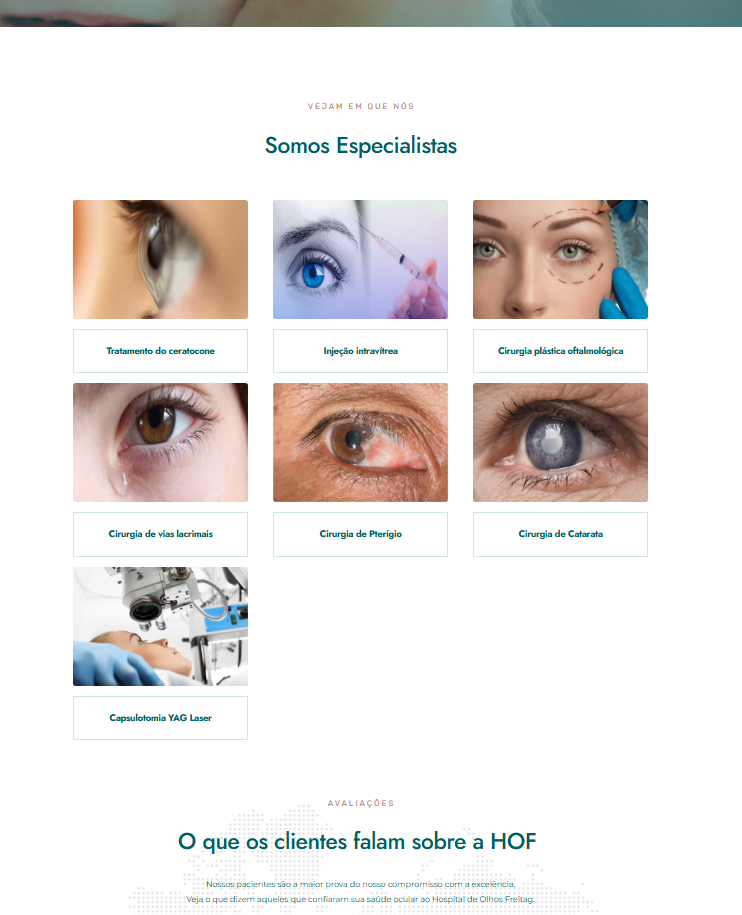 VEJAM EM QUE NÓS
Somos Especialistas
Tratamento do ceratocone
Injeção intravítrea
Cirurgia plástica oftalmológica
Cirurgia de vias lacrimais
Cirurgia de Pterígio
Cirurgia de Catarata
Capsulotomia YAG Laser
AVALIAÇÕES
O que os clientes falam sobre a HOF
Nossos pacientes são a maior prova do nosso compromisso com a excelência.
Veja o que dizem aqueles que confiaram sua saúde ocular ao Hospital de Olhos Freitag.